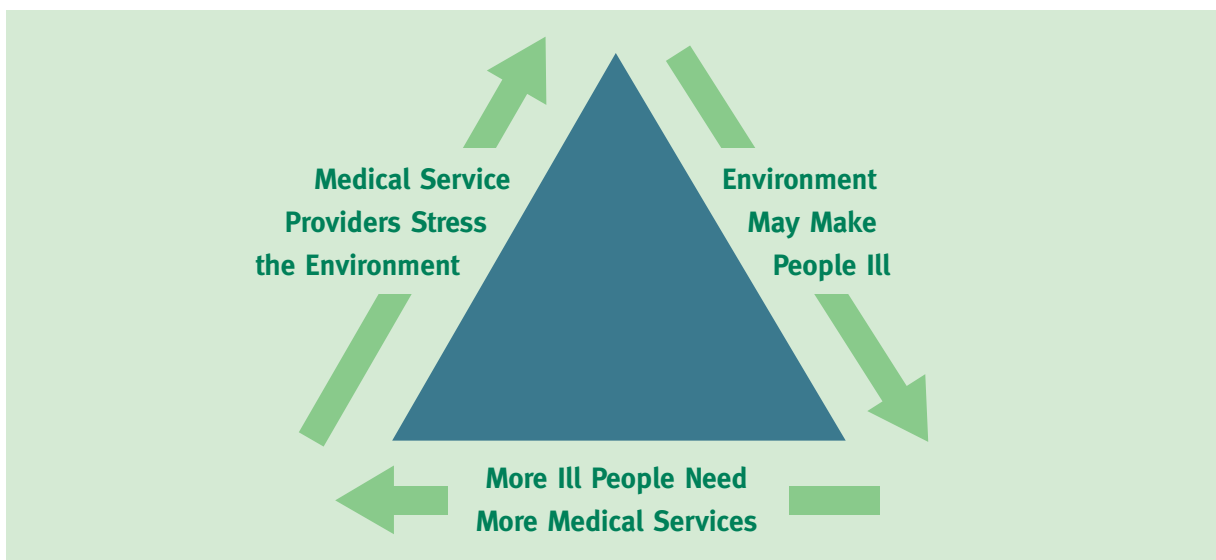 Medical Service
Providers Stress
the Environment
Environment
May Make
People Ill
More Ill People Need
More Medical Services